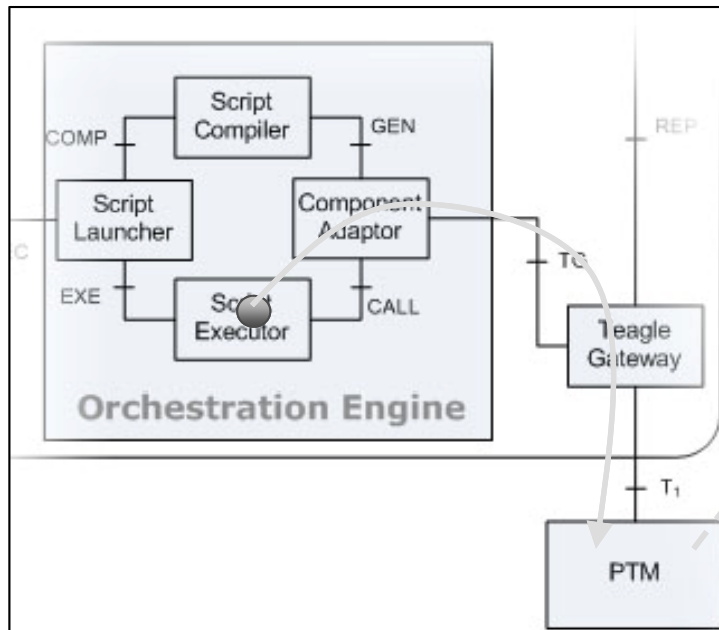 Script
Compiler
COMP
GEN
REP
Script
Launcher
Component
Adaptor
C
TG
EXE
CALL
Script
Executor
Teagle
Gateway
Orchestration Engine
T₁
PTM